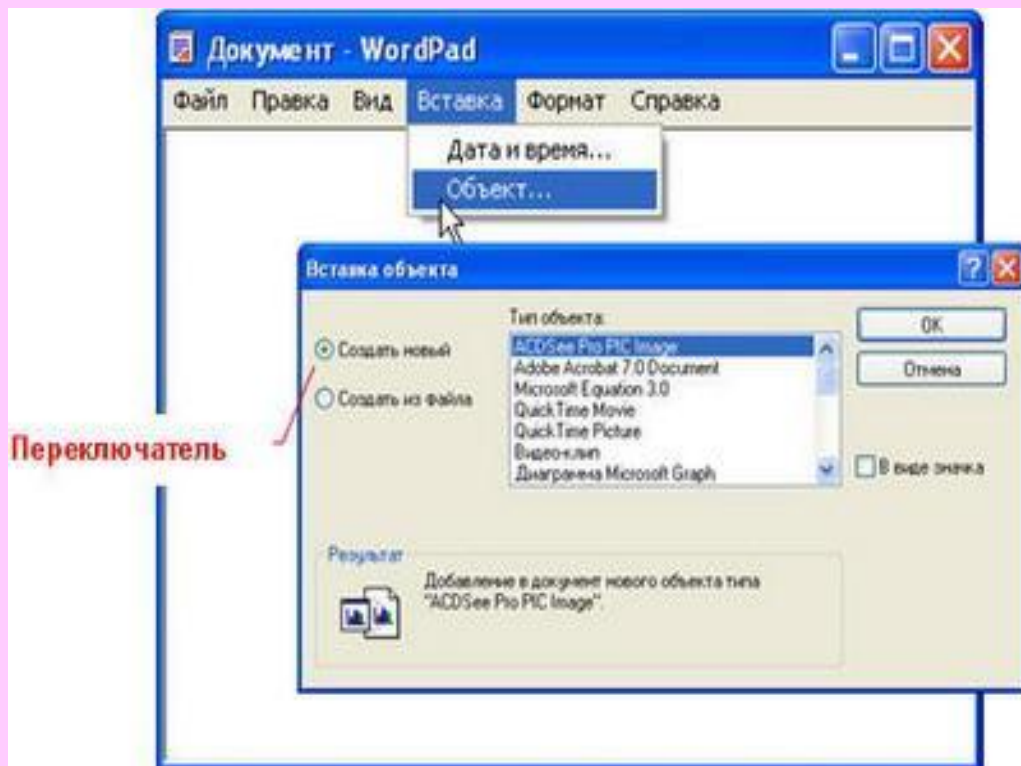 Документ - WordPad
Файл Правка Вид Вставка Формат Справка
Дата и время...
Объект...
Вставка объекта
Тип объекта:
Создать новый
Создать из файла
ACDSee Pro PIC Image
Adobe Acrobat 7.0 Document
Microsoft Equation 3.0
QuickTime Movie
QuickTime Picture
Видео-клип
Диаграмма Microsoft Graph
OK
Отмена
В виде значка
Переключатель
Результат
Добавление в документ нового объекта типа
"ACDSee Pro PIC Image".